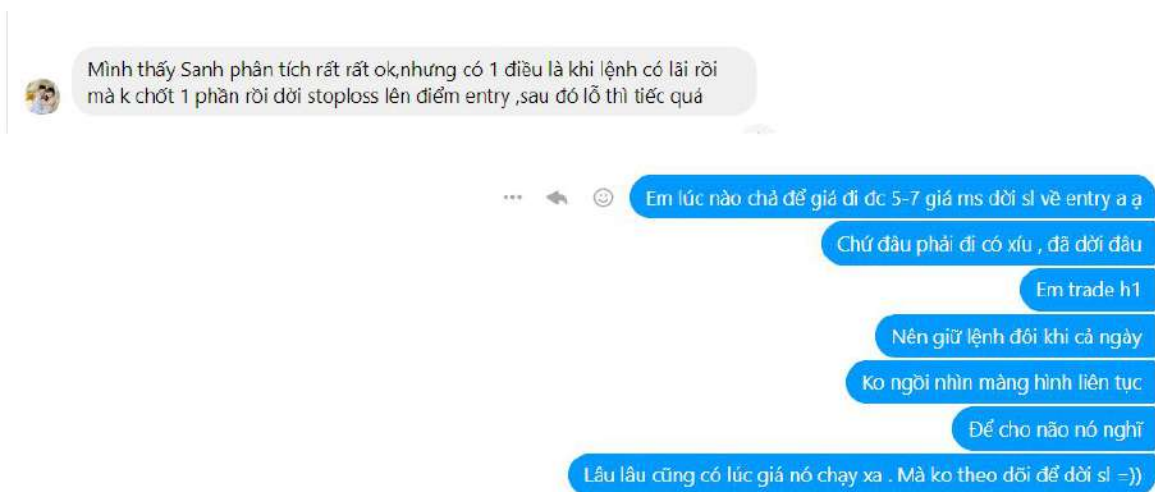 Mình thấy Sanh phân tích rất rất ok,nhưng có 1 điều là khi lệnh có lãi rồi
mà k chốt 1 phần rồi dời stoploss lên điểm entry ,sau đó lỗ thì tiếc quá
Em lúc nào chả để giá đi đc 5-7 giá ms dời sl về entry a ạ
Chứ đâu phải đi có xíu , đã dời đâu
Em trade h1
Nên giữ lệnh đôi khi cả ngày
Ko ngồi nhìn màng hình liên tục
Để cho não nó nghĩ
Lâu lâu cũng có lúc giá nó chạy xa . Mà ko theo dõi để dời sl =))